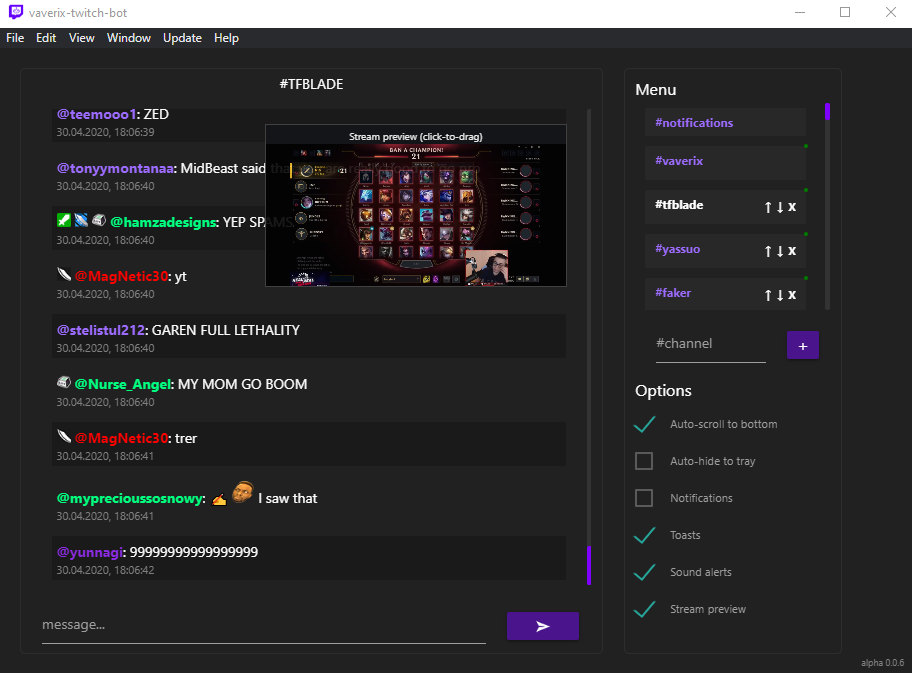 vaverix-twitch-bot
File Edit View Window Update Help
#TFBLADE
@teemooo1: ZED
30.04.2020, 18:06:39
@tonyymontanaa: MidBeast said
30.04.2020, 18:06:40
@hamzadesigns: YEP SPAMS
30.04.2020, 18:06:40
@MagNetic30: yt
30.04.2020, 18:06:40
@stelistul212: GAREN FULL LETHALITY
30.04.2020, 18:06:40
@Nurse_Angel: MY MOM GO BOOM
30.04.2020, 18:06:40
@MagNetic30: trer
30.04.2020, 18:06:41
@mypreciousosnowy: I saw that
30.04.2020, 18:06:41
@yunnagi: 99999999999999999
30.04.2020, 18:06:42
message...
Stream preview (click-to-drag)
BAN A CHAMPION!
21
Menu
#notifications
#vaverix
#tfblade ↑ ↓ X
#yassuo ↑ ↓ X
#faker ↑ ↓ X
#channel +
Options
Auto-scroll to bottom
Auto-hide to tray
Notifications
Toasts
Sound alerts
Stream preview
alpha 0.0.6